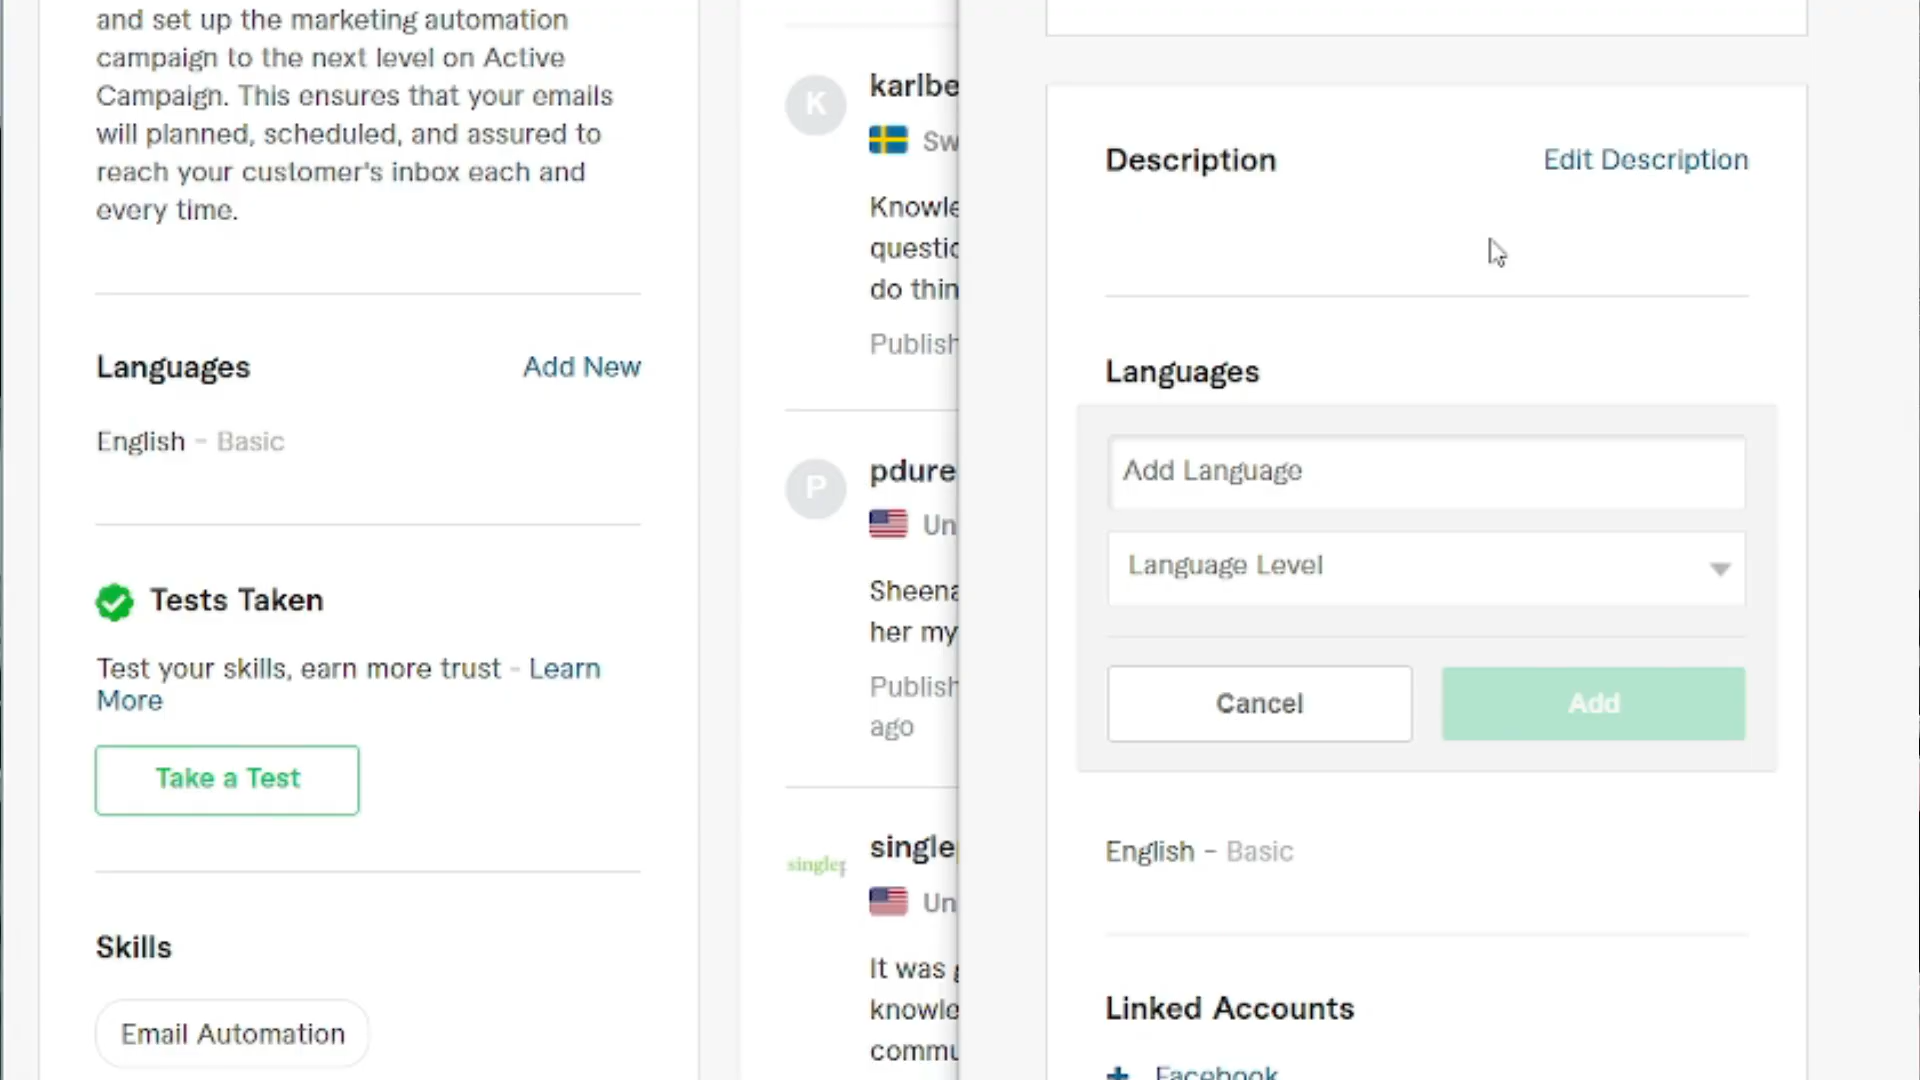 and set up the marketing automation
campaign to the next level on Active
Campaign. This ensures that your emails
will planned, scheduled, and assured to
reach your customer's inbox each and
every time.
Languages Add New
English - Basic
Tests Taken
Test your skills, earn more trust - Learn
More
Take a Test
Skills
Email Automation
K
karlbe
Sw
Knowle
questic
do thin
Publish
P
pdure
Un
Sheena
her my
Publish
ago
singlep
single
Un
It was g
knowle
commu
Description Edit Description
Languages
Add Language
Language Level
Cancel Add
English - Basic
Linked Accounts
+ Facebook